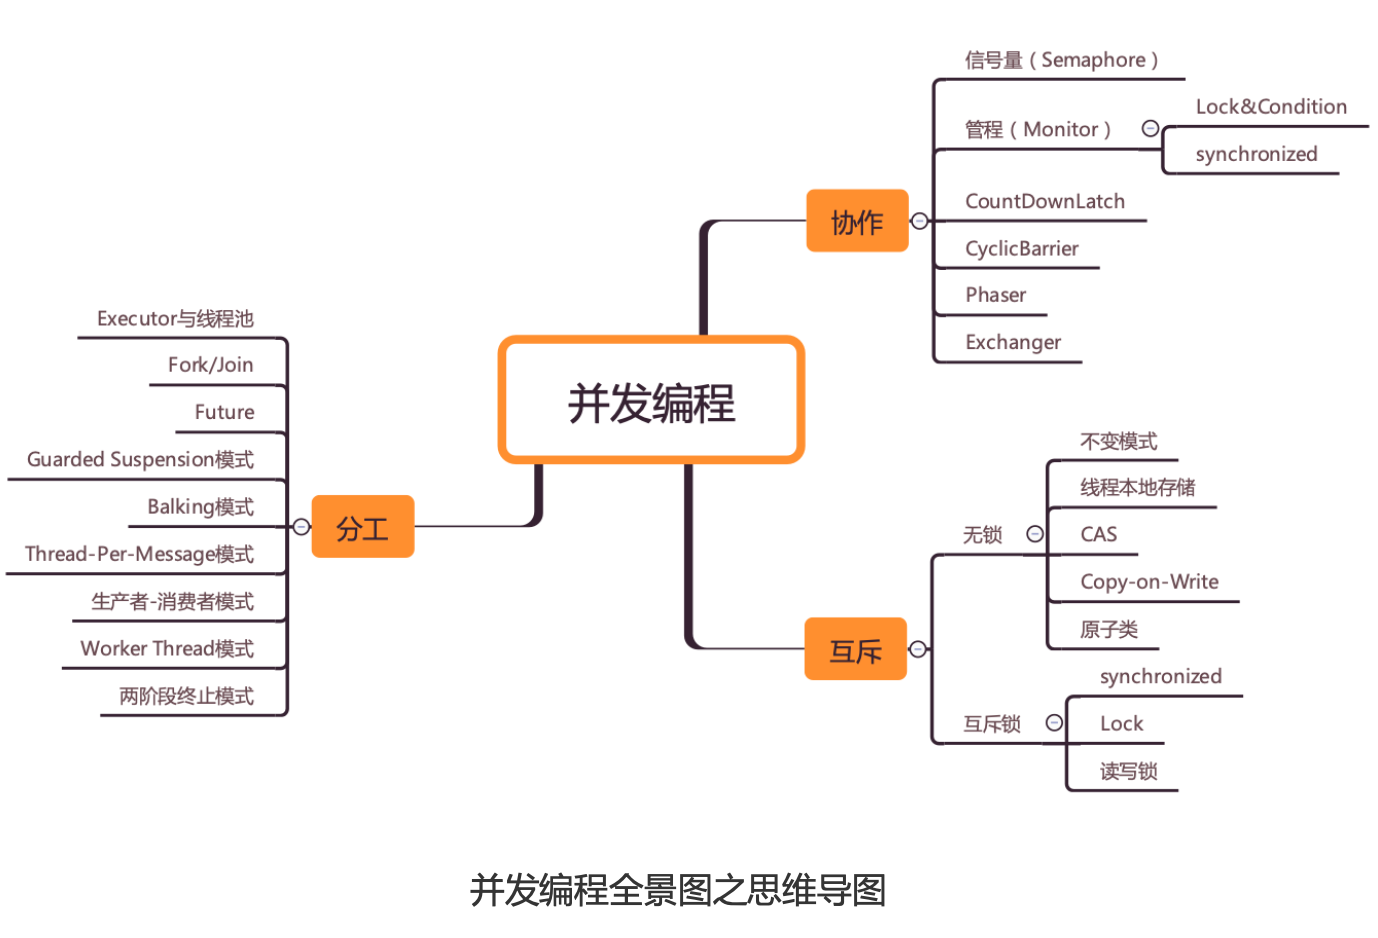 并发编程
协作
信号量（Semaphore）
管程（Monitor）
Lock&Condition
synchronized
CountDownLatch
CyclicBarrier
Phaser
Exchanger
分工
Executor与线程池
Fork/Join
Future
Guarded Suspension模式
Balking模式
Thread-Per-Message模式
生产者-消费者模式
Worker Thread模式
两阶段终止模式
互斥
无锁
不变模式
线程本地存储
CAS
Copy-on-Write
原子类
互斥锁
synchronized
Lock
读写锁
并发编程全景图之思维导图